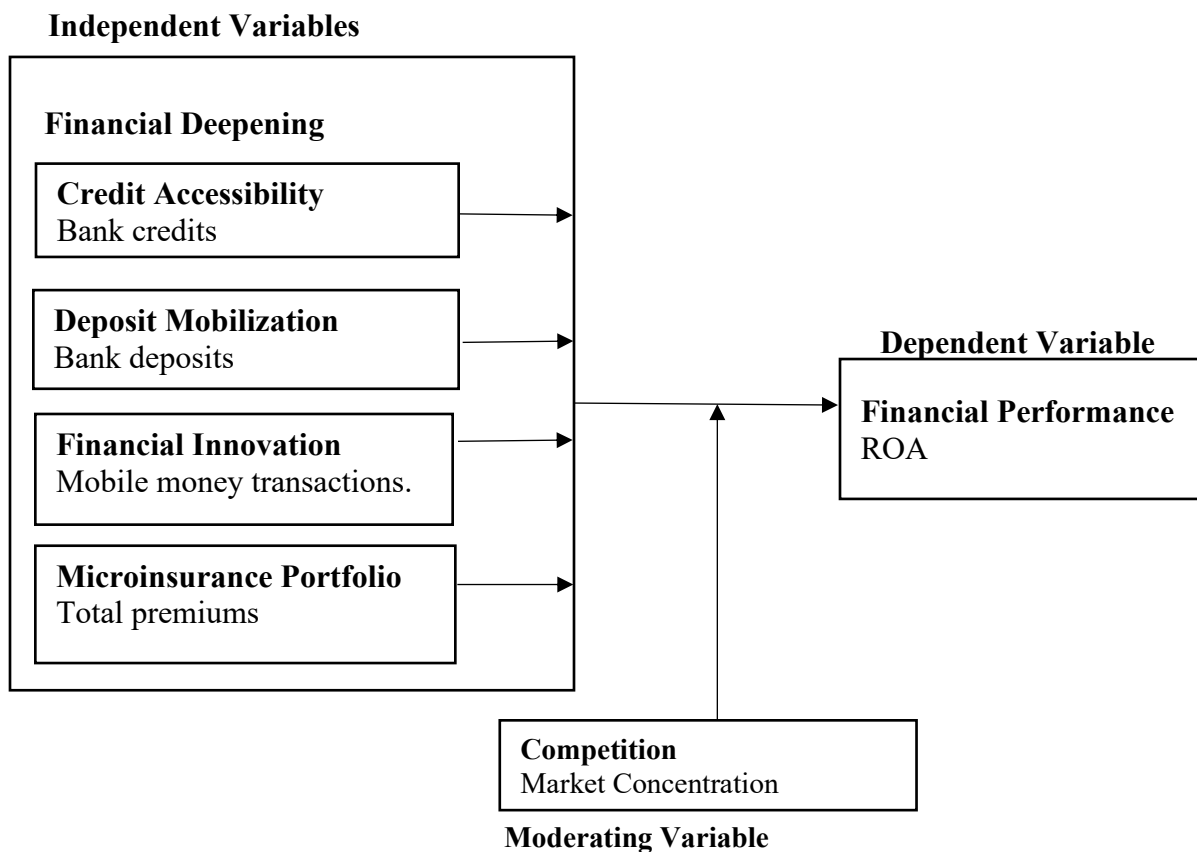 Independent Variables
Financial Deepening
Credit Accessibility
Bank credits
Deposit Mobilization
Bank deposits
Financial Innovation
Mobile money transactions.
Microinsurance Portfolio
Total premiums
Dependent Variable
Financial Performance
ROA
Competition
Market Concentration
Moderating Variable